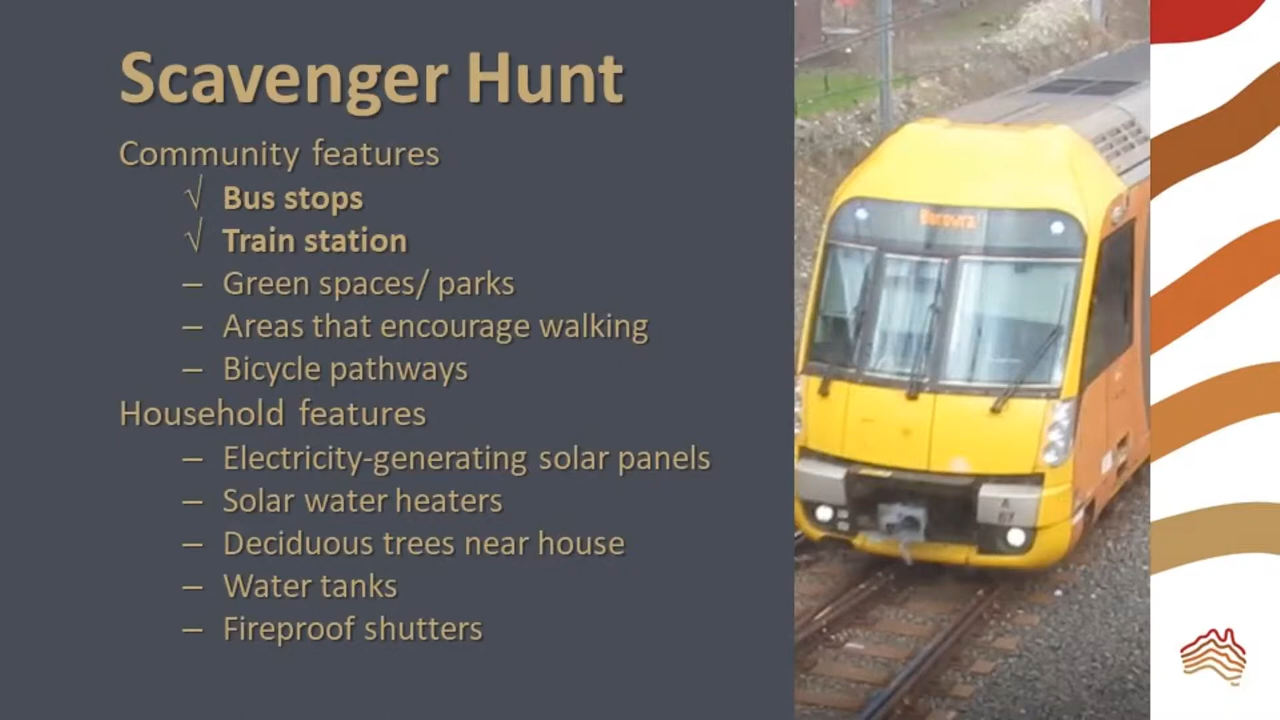 Scavenger Hunt
Community features
√ Bus stops
√ Train station
– Green spaces/ parks
– Areas that encourage walking
– Bicycle pathways
Household features
– Electricity-generating solar panels
– Solar water heaters
– Deciduous trees near house
– Water tanks
– Fireproof shutters